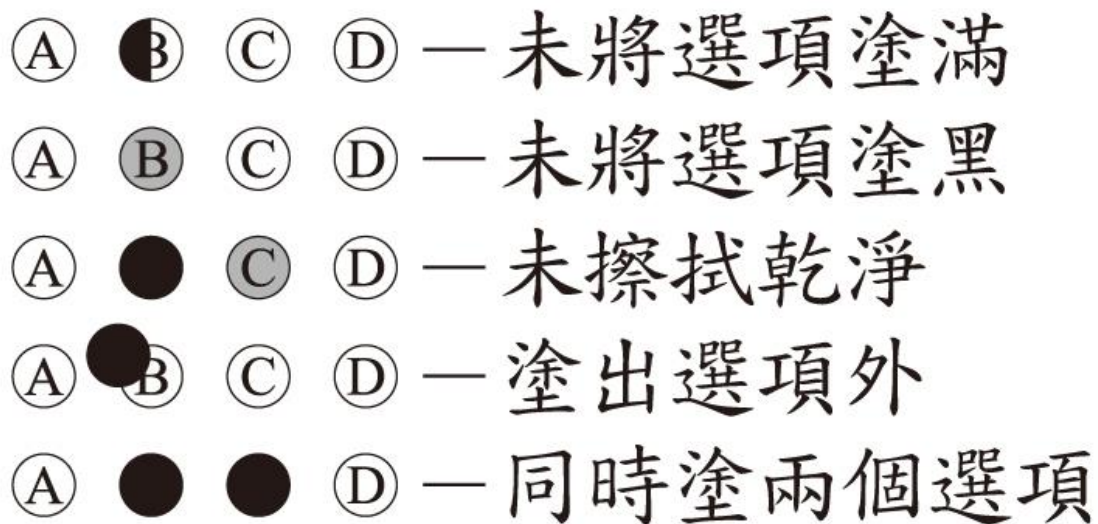 A B C D — 未將選項塗滿
A B C D — 未將選項塗黑
A C D — 未擦拭乾淨
A B C D — 塗出選項外
A D — 同時塗兩個選項